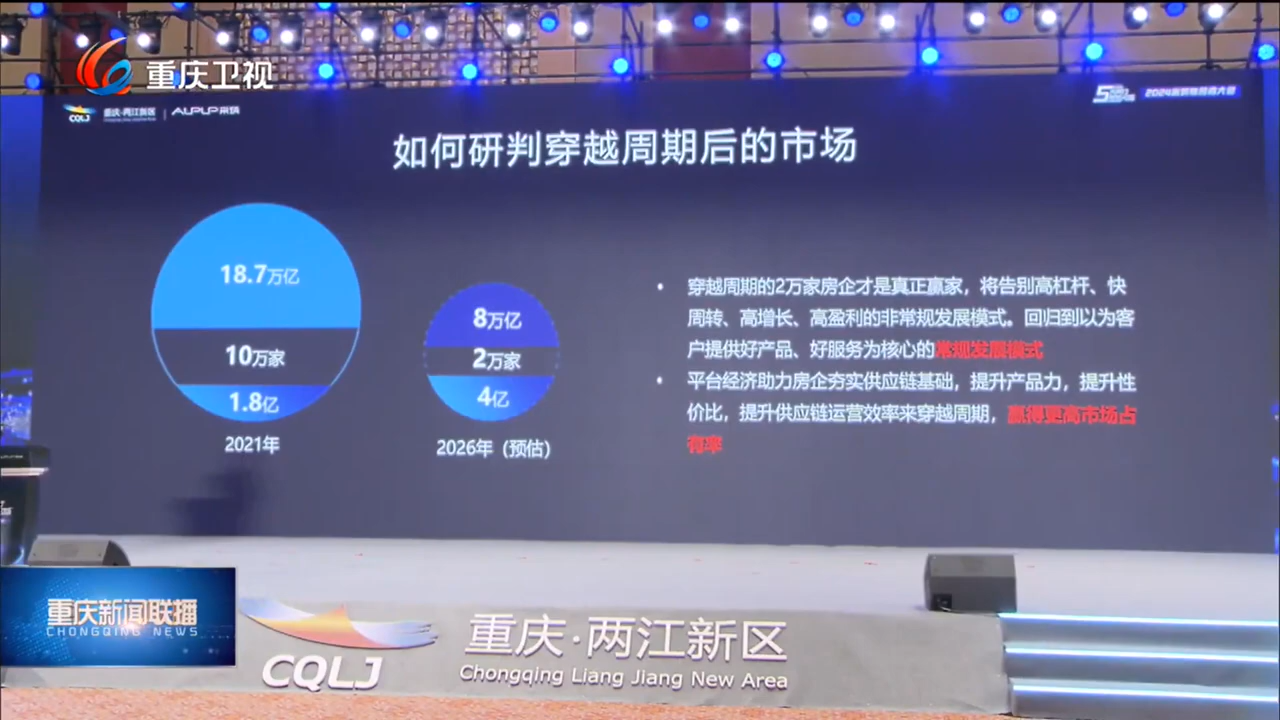 重庆卫视
CQLJ
重庆·两江新区
2024
如何研判穿越周期后的市场
18.7万亿
10万家
1.8亿
2021年
8万亿
2万家
4亿
2026年（预估）
• 穿越周期的2万家房企才是真正赢家，将告别高杠杆、快
周转、高增长、高盈利的非常规发展模式。回归到以为客
户提供好产品、好服务为核心的常规发展模式
• 平台经济助力房企夯实供应链基础，提升产品力，提升性
价比，提升供应链运营效率来穿越周期，赢得更高市场占
有率
重庆新闻联播
CHONGQING NEWS
CQLJ
重庆·两江新区
Chongqing Liang Jiang New Area